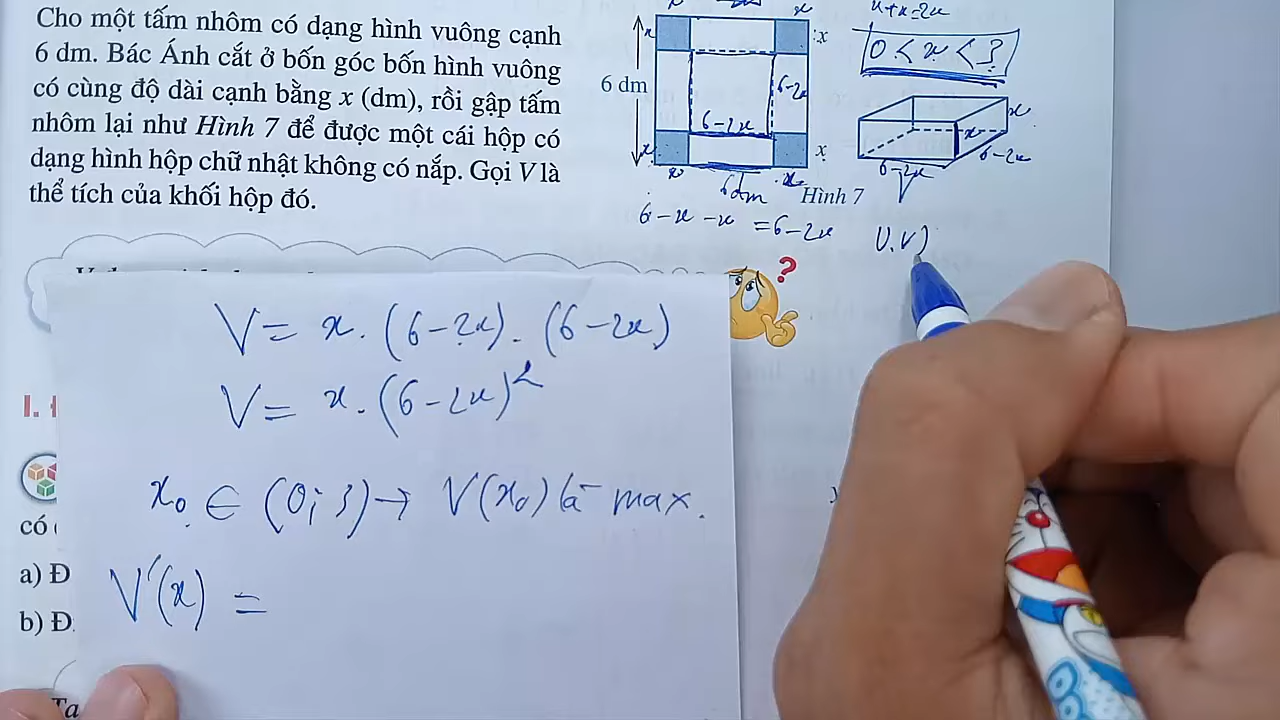 Cho một tấm nhôm có dạng hình vuông cạnh
6 dm. Bác Ánh cắt ở bốn góc bốn hình vuông
có cùng độ dài cạnh bằng x (dm), rồi gập tấm
nhôm lại như Hình 7 để được một cái hộp có
dạng hình hộp chữ nhật không có nắp. Gọi V là
thể tích của khối hộp đó.
x
x
x
x
6 dm
6-2x
6-2x
x
x
x
x
6dm
Hình 7
6-x-x=6-2x
x+x=2x
0<x<3
x
x
6-2x
6-2x
V
(U.V)
?
V= x.(6-2x).(6-2x)
V= x.(6-2x)²
x₀ ∈ (0;3)→ V(x₀) là max.
V'(x) =
I.
có
a) Đ
b) Đ
Ta